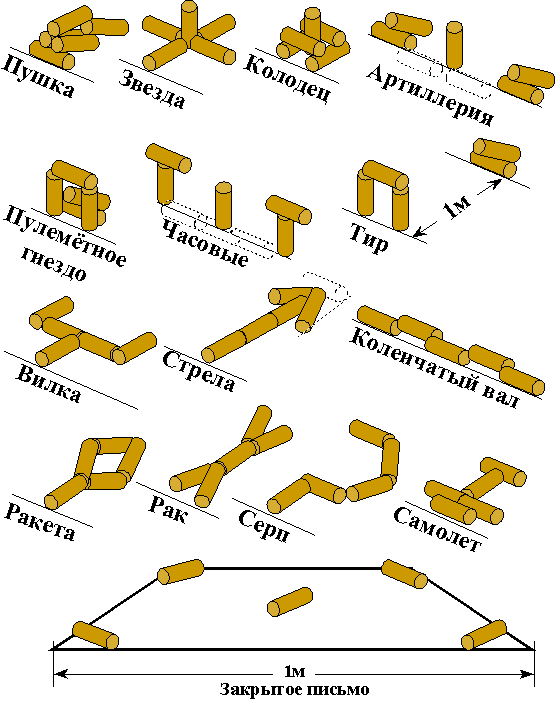 Пушка
Звезда
Колодец
Артиллерия
Пулемётное
гнездо
Часовые
Тир
1м
Вилка
Стрела
Коленчатый вал
Ракета
Рак
Серп
Самолет
1м
Закрытое письмо